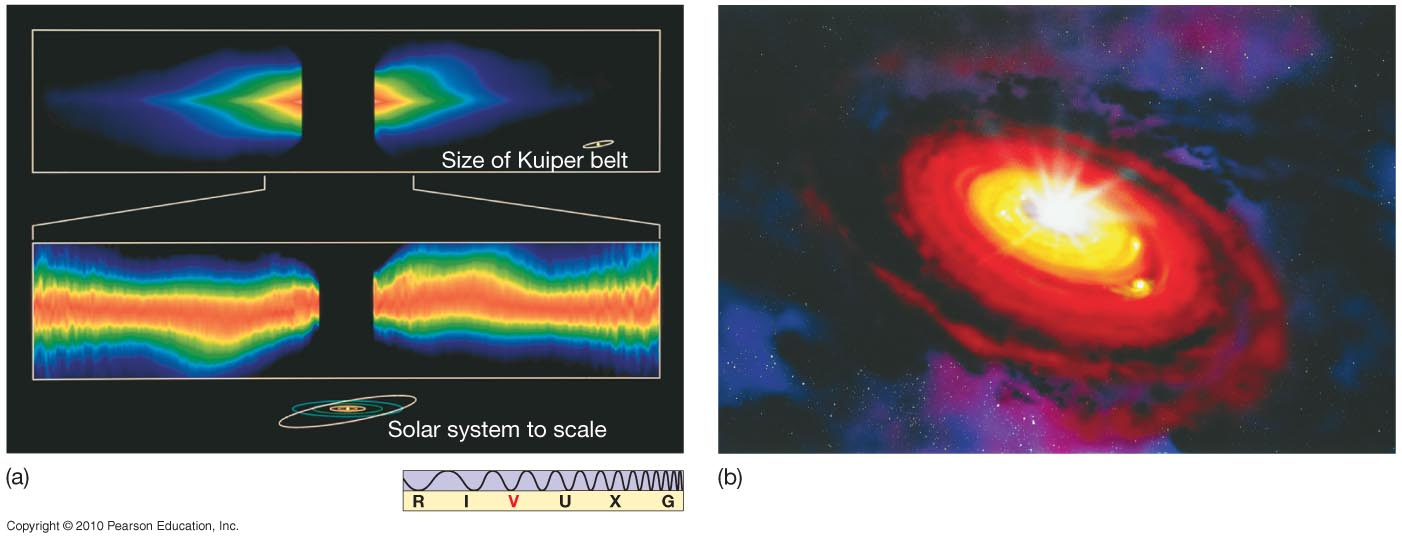 Size of Kuiper belt
Solar system to scale
(a)
(b)
R I V U X G
Copyright © 2010 Pearson Education, Inc.